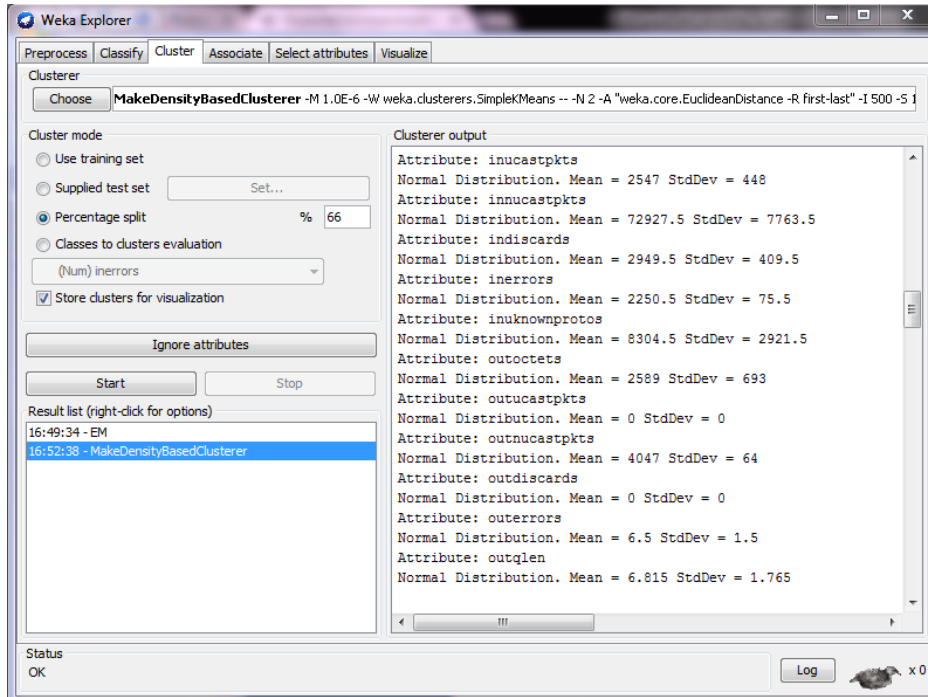 Weka Explorer
Preprocess Classify Cluster Associate Select attributes Visualize
Clusterer
Choose MakeDensityBasedClusterer -M 1.0E-6 -W weka.clusterers.SimpleKMeans -- -N 2 -A "weka.core.EuclideanDistance -R first-last" -I 500 -S 1
Cluster mode
Use training set
Supplied test set Set...
Percentage split % 66
Classes to clusters evaluation
(Num) inerrors
Store clusters for visualization
Ignore attributes
Start Stop
Result list (right-click for options)
16:49:34 - EM
16:52:38 - MakeDensityBasedClusterer
Clusterer output
Attribute: inucastpkts
Normal Distribution. Mean = 2547 StdDev = 448
Attribute: innucastpkts
Normal Distribution. Mean = 72927.5 StdDev = 7763.5
Attribute: indiscards
Normal Distribution. Mean = 2949.5 StdDev = 409.5
Attribute: inerrors
Normal Distribution. Mean = 2250.5 StdDev = 75.5
Attribute: inuknownprotos
Normal Distribution. Mean = 8304.5 StdDev = 2921.5
Attribute: outoctets
Normal Distribution. Mean = 2589 StdDev = 693
Attribute: outucastpkts
Normal Distribution. Mean = 0 StdDev = 0
Attribute: outnucastpkts
Normal Distribution. Mean = 4047 StdDev = 64
Attribute: outdiscards
Normal Distribution. Mean = 0 StdDev = 0
Attribute: outerrors
Normal Distribution. Mean = 6.5 StdDev = 1.5
Attribute: outqlen
Normal Distribution. Mean = 6.815 StdDev = 1.765
Status
OK
Log x 0